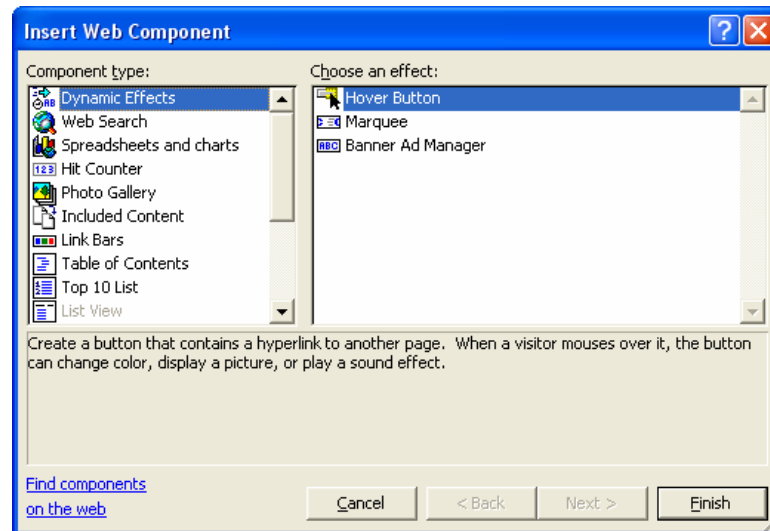 Insert Web Component
Component type:
Dynamic Effects
Web Search
Spreadsheets and charts
Hit Counter
Photo Gallery
Included Content
Link Bars
Table of Contents
Top 10 List
List View
Choose an effect:
Hover Button
Marquee
Banner Ad Manager
Create a button that contains a hyperlink to another page.  When a visitor mouses over it, the button
can change color, display a picture, or play a sound effect.
Find components
on the web
Cancel
< Back
Next >
Finish